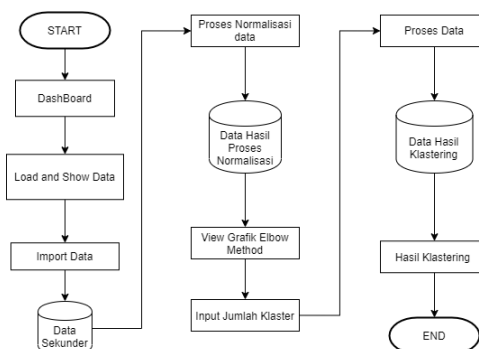 START
DashBoard
Load and Show Data
Import Data
Data
Sekunder
Proses Normalisasi
data
Data Hasil
Proses
Normalisasi
View Grafik Elbow
Method
Input Jumlah Klaster
Proses Data
Data Hasil
Klastering
Hasil Klastering
END